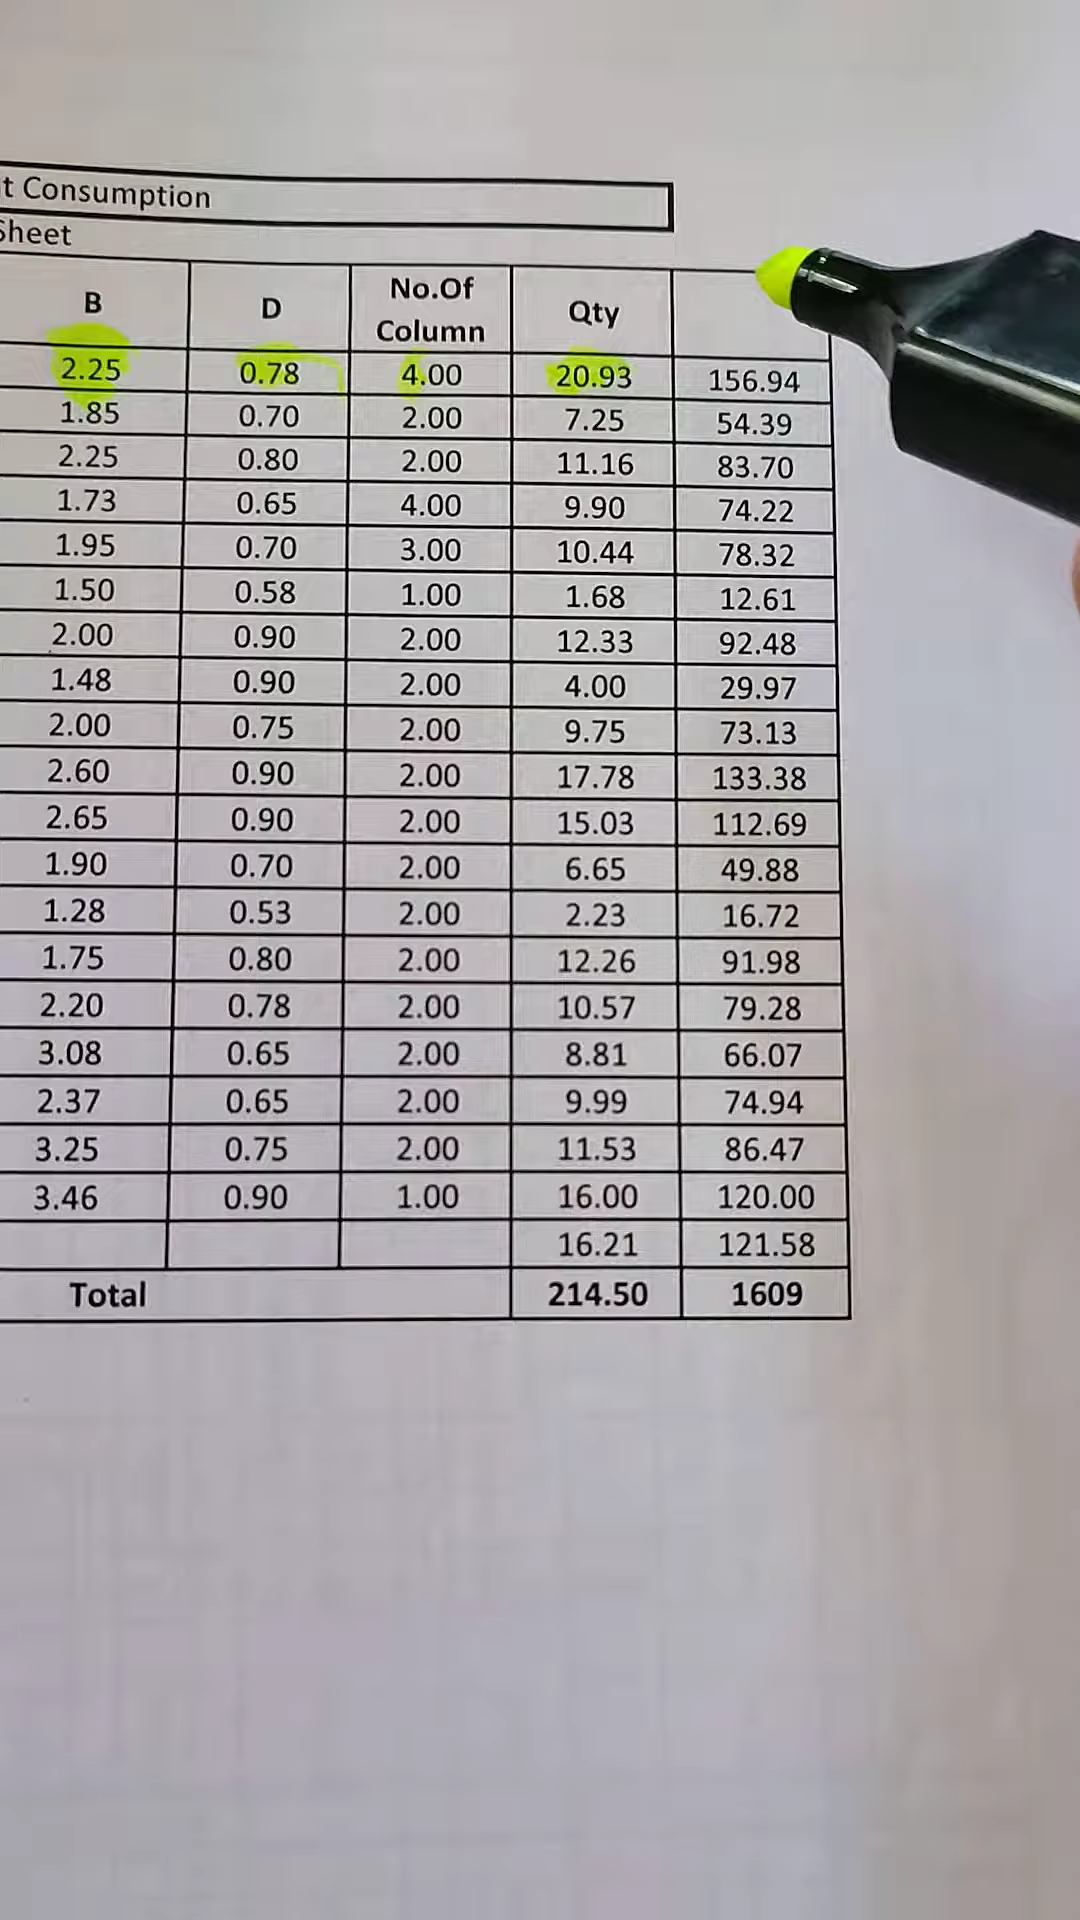 t Consumption
Sheet
B D No.Of Column Qty
2.25 0.78 4.00 20.93 156.94
1.85 0.70 2.00 7.25 54.39
2.25 0.80 2.00 11.16 83.70
1.73 0.65 4.00 9.90 74.22
1.95 0.70 3.00 10.44 78.32
1.50 0.58 1.00 1.68 12.61
2.00 0.90 2.00 12.33 92.48
1.48 0.90 2.00 4.00 29.97
2.00 0.75 2.00 9.75 73.13
2.60 0.90 2.00 17.78 133.38
2.65 0.90 2.00 15.03 112.69
1.90 0.70 2.00 6.65 49.88
1.28 0.53 2.00 2.23 16.72
1.75 0.80 2.00 12.26 91.98
2.20 0.78 2.00 10.57 79.28
3.08 0.65 2.00 8.81 66.07
2.37 0.65 2.00 9.99 74.94
3.25 0.75 2.00 11.53 86.47
3.46 0.90 1.00 16.00 120.00
16.21 121.58
Total 214.50 1609